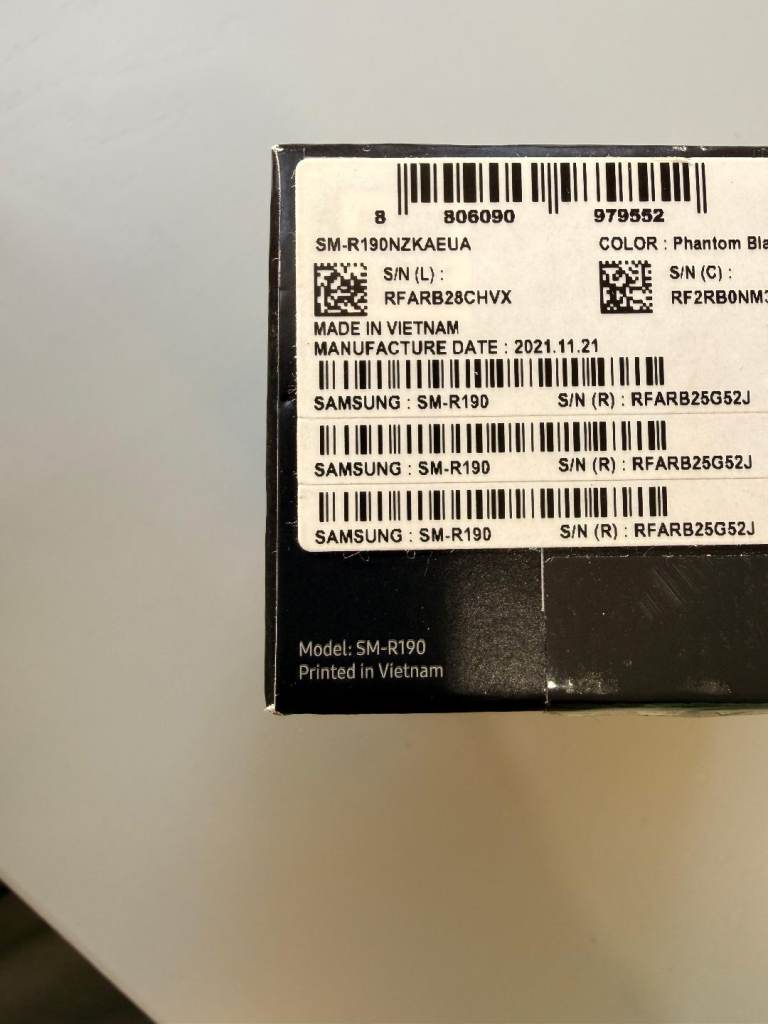 8 806090 979552
SM-R190NZKAEUA COLOR : Phantom
S/N (L) : S/N (C) :
RFARB28CHVX
MADE IN VIETNAM
MANUFACTURE DATE : 2021.11.21
SAMSUNG : SM-R190 S/N (R) : RFARB25G52J
SAMSUNG : SM-R190 S/N (R) : RFARB25G52J
SAMSUNG : SM-R190 S/N (R) : RFARB25G52J
Model: SM-R190
Printed in Vietnam